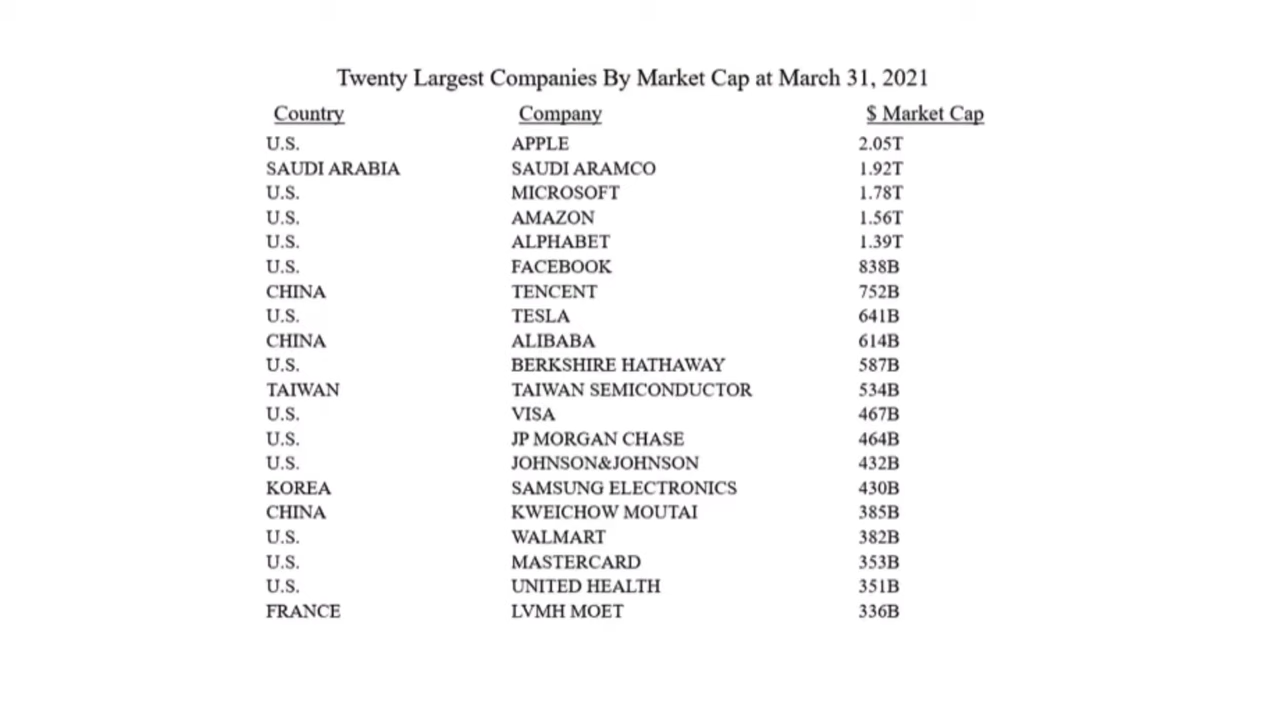 Twenty Largest Companies By Market Cap at March 31, 2021
Country Company $ Market Cap
U.S. APPLE 2.05T
SAUDI ARABIA SAUDI ARAMCO 1.92T
U.S. MICROSOFT 1.78T
U.S. AMAZON 1.56T
U.S. ALPHABET 1.39T
U.S. FACEBOOK 838B
CHINA TENCENT 752B
U.S. TESLA 641B
CHINA ALIBABA 614B
U.S. BERKSHIRE HATHAWAY 587B
TAIWAN TAIWAN SEMICONDUCTOR 534B
U.S. VISA 467B
U.S. JP MORGAN CHASE 464B
U.S. JOHNSON&JOHNSON 432B
KOREA SAMSUNG ELECTRONICS 430B
CHINA KWEICHOW MOUTAI 385B
U.S. WALMART 382B
U.S. MASTERCARD 353B
U.S. UNITED HEALTH 351B
FRANCE LVMH MOET 336B